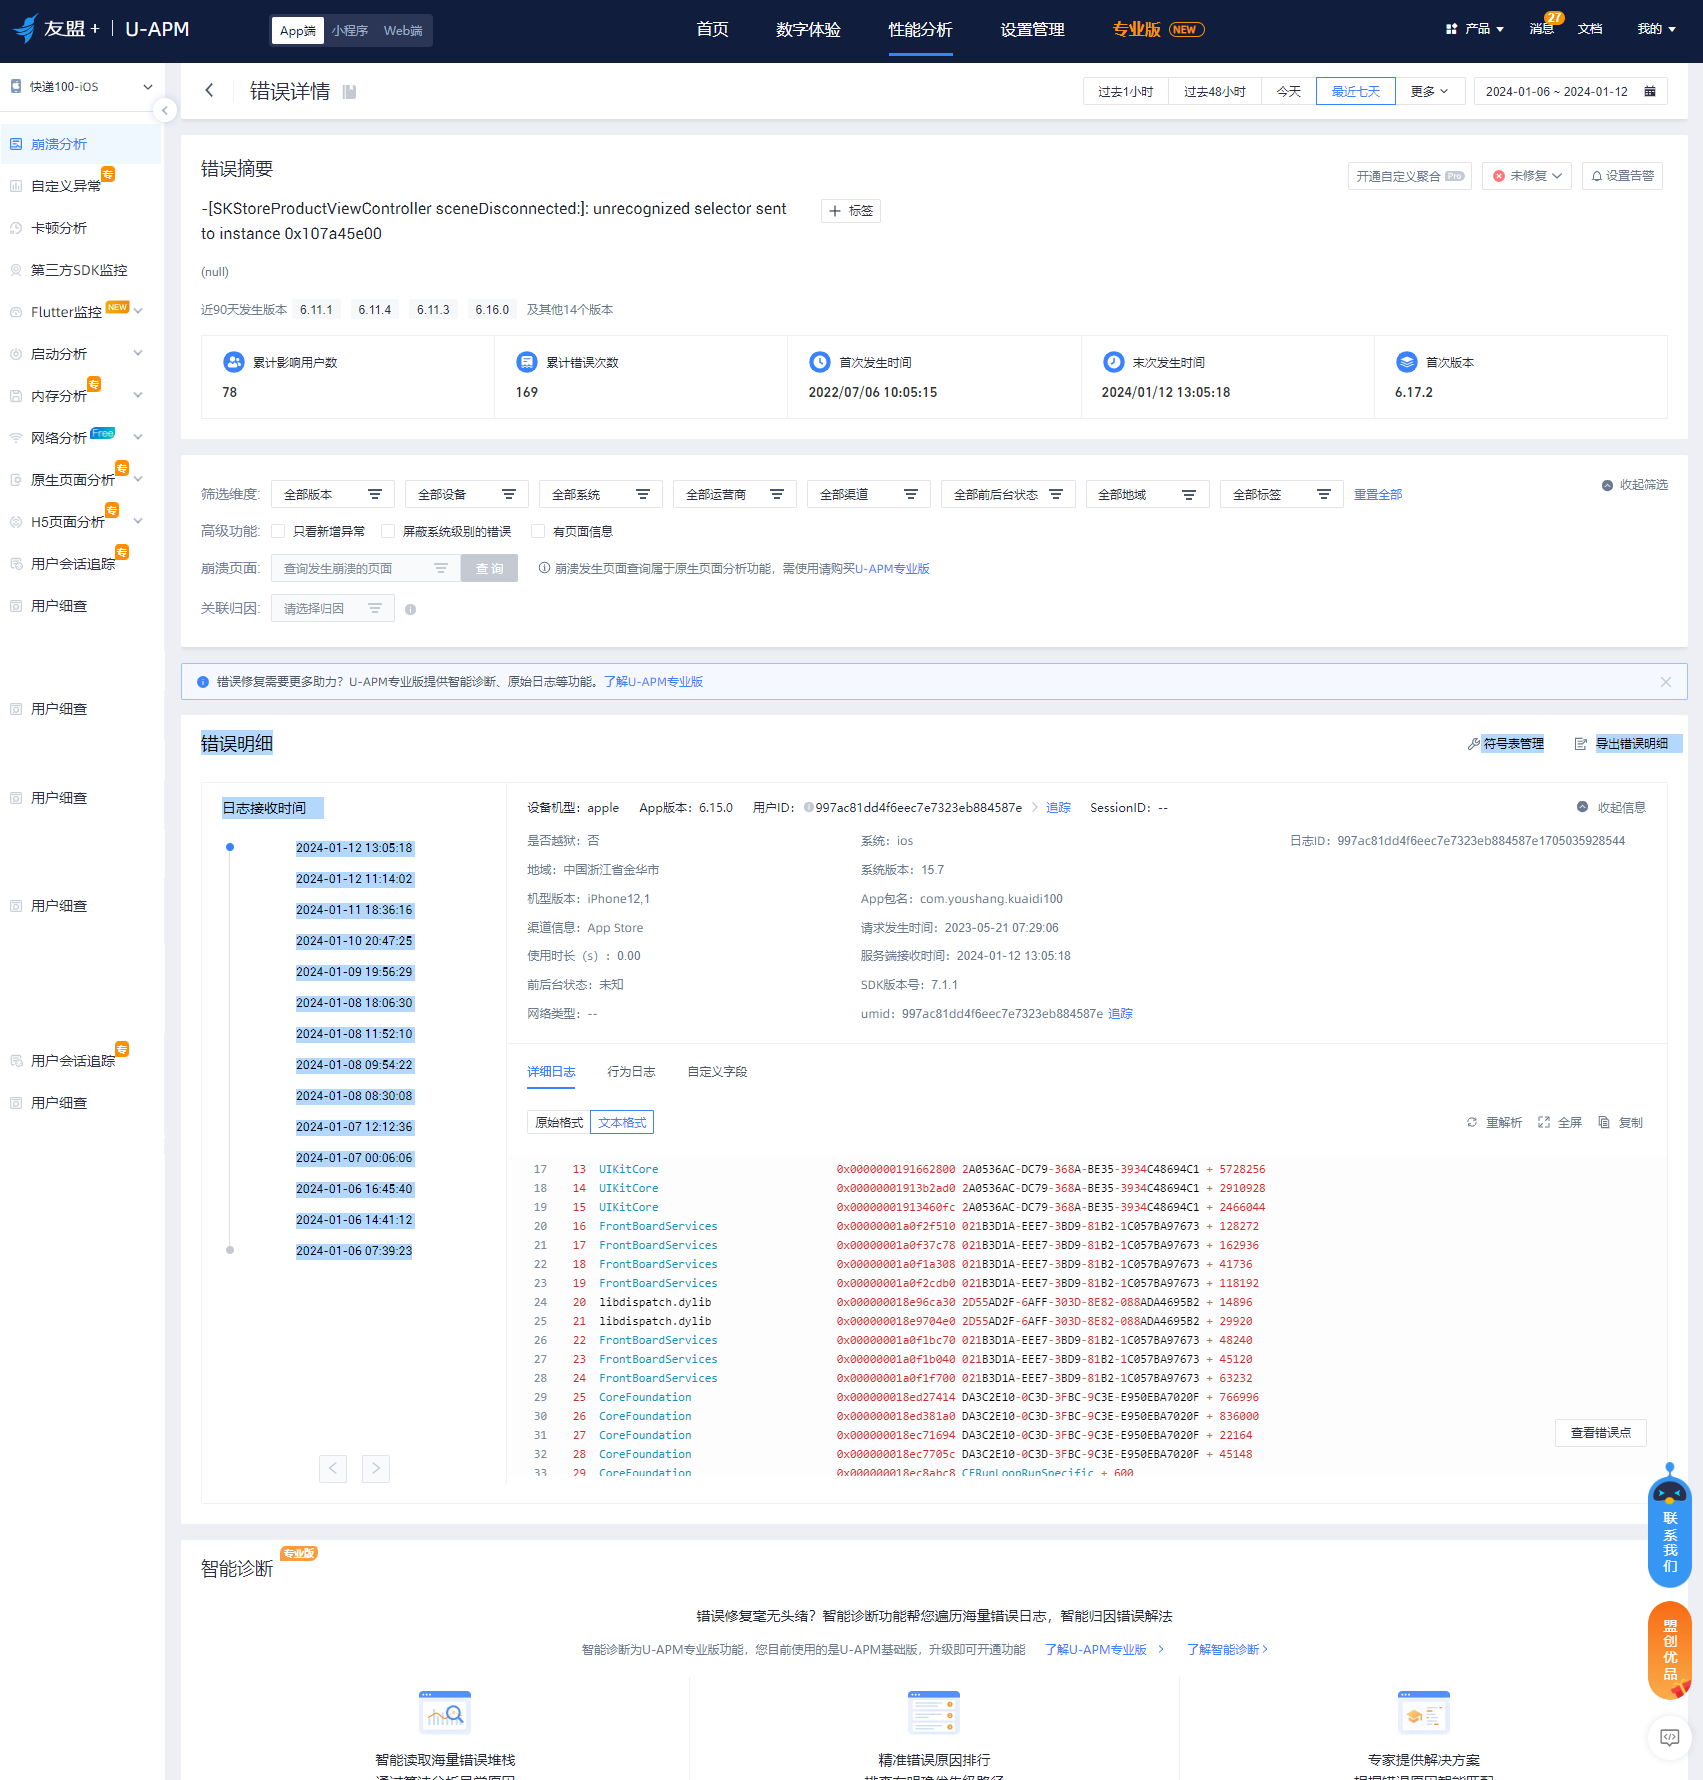 友盟+ | U-APM
App端 小程序 Web端
首页 数字体验 性能分析 设置管理 专业版 NEW
产品 消息 27 文档 我的
快递100-iOS
崩溃分析
自定义异常 专
卡顿分析
第三方SDK监控
Flutter监控 NEW
启动分析
内存分析 专
网络分析 Free
原生页面分析 专
H5页面分析 专
用户会话追踪 专
用户细查
用户细查
用户细查
用户细查
用户会话追踪 专
用户细查
错误详情
过去1小时 过去48小时 今天 最近七天 更多 2024-01-06 ~ 2024-01-12
错误摘要
开通自定义聚合 Pro 未修复 设置告警
-[SKStoreProductViewController sceneDisconnected:]: unrecognized selector sent
to instance 0x107a45e00
+ 标签
(null)
近90天发生版本 6.11.1 6.11.4 6.11.3 6.16.0 及其他14个版本
累计影响用户数 累计错误次数 首次发生时间 末次发生时间 首次版本
78 169 2022/07/06 10:05:15 2024/01/12 13:05:18 6.17.2
筛选维度: 全部版本 全部设备 全部系统 全部运营商 全部渠道 全部前后台状态 全部地域 全部标签 重置全部 收起筛选
高级功能: 只看新增异常 屏蔽系统级别的错误 有页面信息
崩溃页面: 查询发生崩溃的页面 查 询 崩溃发生页面查询属于原生页面分析功能，需使用请购买U-APM专业版
关联归因: 请选择归因
错误修复需要更多助力？U-APM专业版提供智能诊断、原始日志等功能。了解U-APM专业版
错误明细
符号表管理 导出错误明细
日志接收时间
2024-01-12 13:05:18
2024-01-12 11:14:02
2024-01-11 18:36:16
2024-01-10 20:47:25
2024-01-09 19:56:29
2024-01-08 18:06:30
2024-01-08 11:52:10
2024-01-08 09:54:22
2024-01-08 08:30:08
2024-01-07 12:12:36
2024-01-07 00:06:06
2024-01-06 16:45:40
2024-01-06 14:41:12
2024-01-06 07:39:23
设备机型：apple App版本：6.15.0 用户ID：997ac81dd4f6eec7e7323eb884587e 追踪 SessionID：-- 收起信息
是否越狱：否 系统：ios 日志ID：997ac81dd4f6eec7e7323eb884587e1705035928544
地域：中国浙江省金华市 系统版本：15.7
机型版本：iPhone12,1 App包名：com.youshang.kuaidi100
渠道信息：App Store 请求发生时间：2023-05-21 07:29:06
使用时长（s）: 0.00 服务端接收时间：2024-01-12 13:05:18
前后台状态：未知 SDK版本号：7.1.1
网络类型：-- umid：997ac81dd4f6eec7e7323eb884587e 追踪
详细日志 行为日志 自定义字段
原始格式 文本格式 重解析 全屏 复制
17 13 UIKitCore 0x0000000191662800 2A0536AC-DC79-368A-BE35-3934C48694C1 + 5728256
18 14 UIKitCore 0x00000001913b2ad0 2A0536AC-DC79-368A-BE35-3934C48694C1 + 2910928
19 15 UIKitCore 0x00000001913460fc 2A0536AC-DC79-368A-BE35-3934C48694C1 + 2466044
20 16 FrontBoardServices 0x00000001a0f2f510 021B3D1A-EEE7-3BD9-81B2-1C057BA97673 + 128272
21 17 FrontBoardServices 0x00000001a0f37c78 021B3D1A-EEE7-3BD9-81B2-1C057BA97673 + 162936
22 18 FrontBoardServices 0x00000001a0f1a308 021B3D1A-EEE7-3BD9-81B2-1C057BA97673 + 41736
23 19 FrontBoardServices 0x00000001a0f2cdb0 021B3D1A-EEE7-3BD9-81B2-1C057BA97673 + 118192
24 20 libdispatch.dylib 0x000000018e96ca30 2D55AD2F-6AFF-303D-8E82-088ADA4695B2 + 14896
25 21 libdispatch.dylib 0x000000018e9704e0 2D55AD2F-6AFF-303D-8E82-088ADA4695B2 + 29920
26 22 FrontBoardServices 0x00000001a0f1bc70 021B3D1A-EEE7-3BD9-81B2-1C057BA97673 + 48240
27 23 FrontBoardServices 0x00000001a0f1b040 021B3D1A-EEE7-3BD9-81B2-1C057BA97673 + 45120
28 24 FrontBoardServices 0x00000001a0f1f700 021B3D1A-EEE7-3BD9-81B2-1C057BA97673 + 63232
29 25 CoreFoundation 0x000000018ed27414 DA3C2E10-0C3D-3FBC-9C3E-E950EBA7020F + 766996
30 26 CoreFoundation 0x000000018ed381a0 DA3C2E10-0C3D-3FBC-9C3E-E950EBA7020F + 836000
31 27 CoreFoundation 0x000000018ec71694 DA3C2E10-0C3D-3FBC-9C3E-E950EBA7020F + 22164
32 28 CoreFoundation 0x000000018ec7705c DA3C2E10-0C3D-3FBC-9C3E-E950EBA7020F + 45148
33 29 CoreFoundation 0x000000018ec8abc8 CFRunLoopRunSpecific + 600
查看错误点
联系我们
盟创优品
智能诊断 专业版
错误修复毫无头绪？智能诊断功能帮您遍历海量错误日志，智能归因错误解法
智能诊断为U-APM专业版功能，您目前使用的是U-APM基础版，升级即可开通功能 了解U-APM专业版 了解智能诊断
智能读取海量错误堆栈 精准错误原因排行 专家提供解决方案